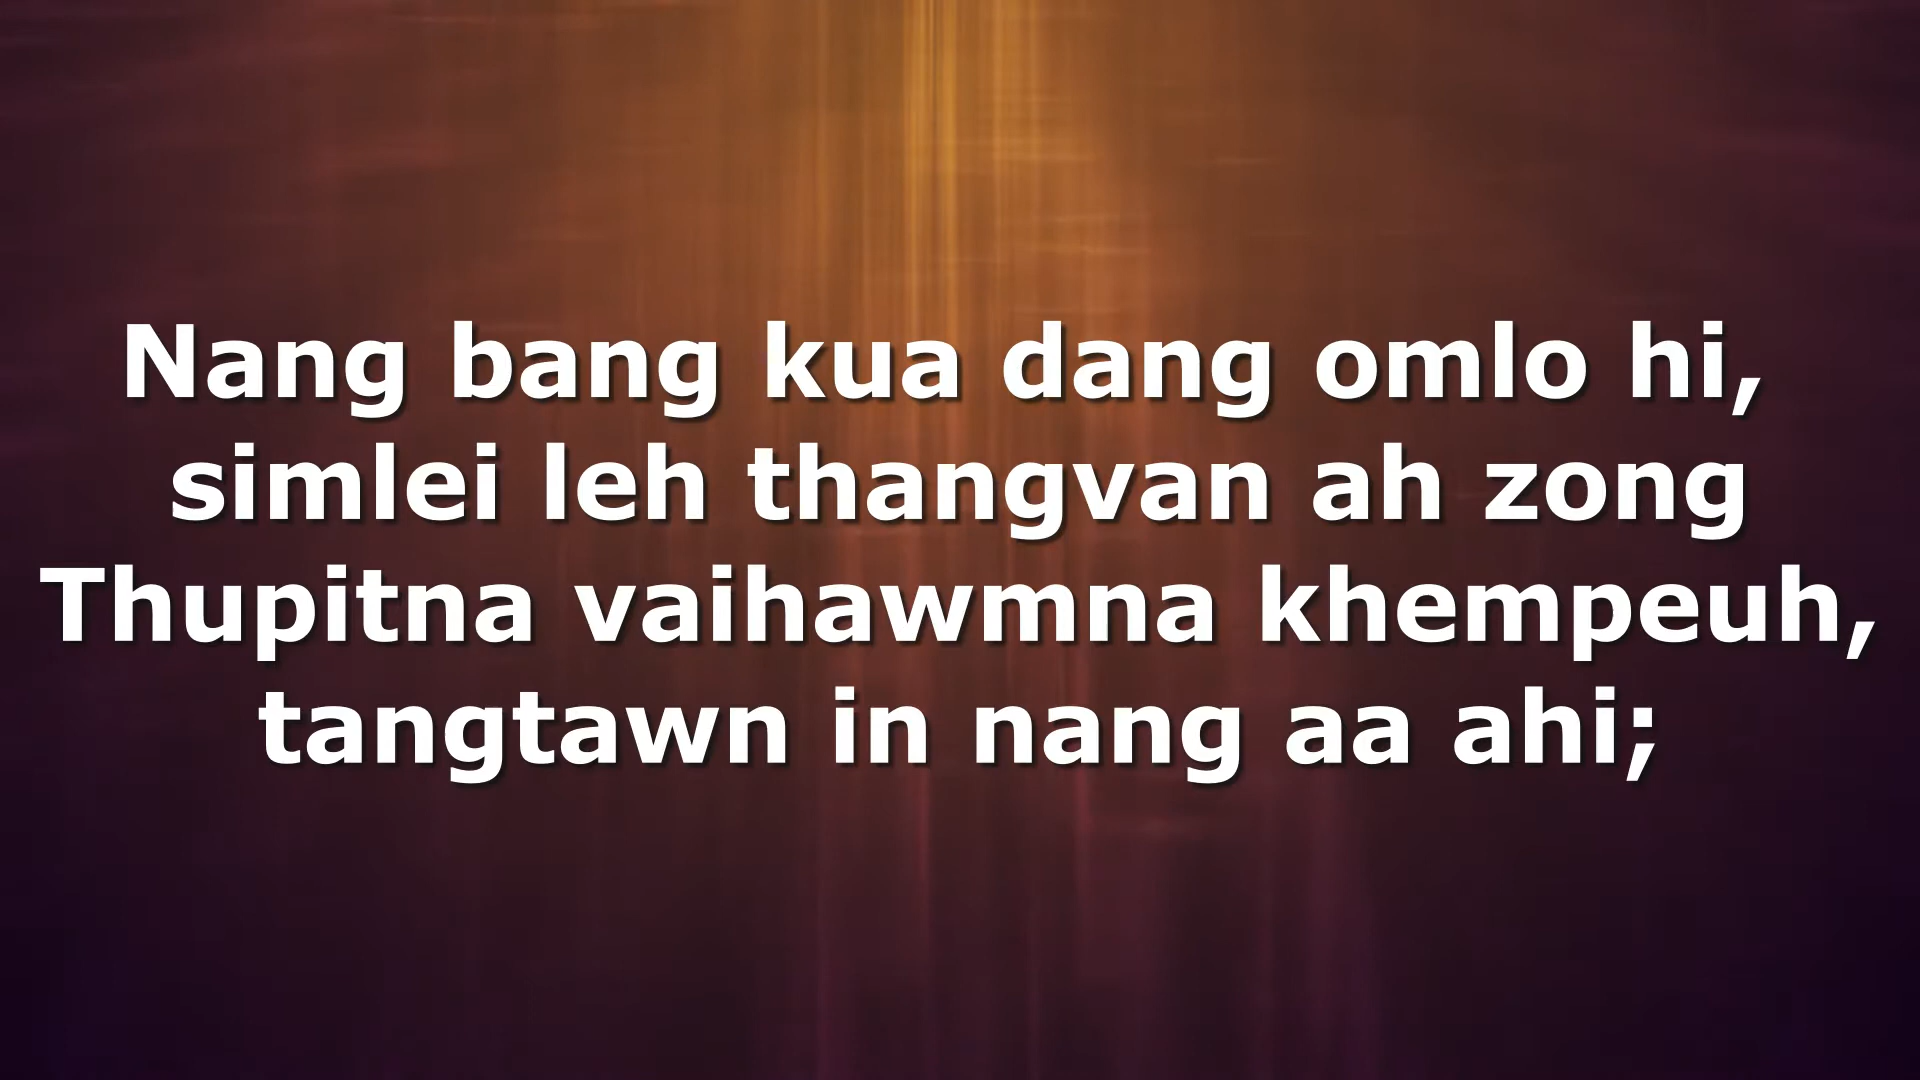 Nang bang kua dang omlo hi,
simlei leh thangvan ah zong
Thupitna vaihawmna khempeuh,
tangtawn in nang aa ahi;